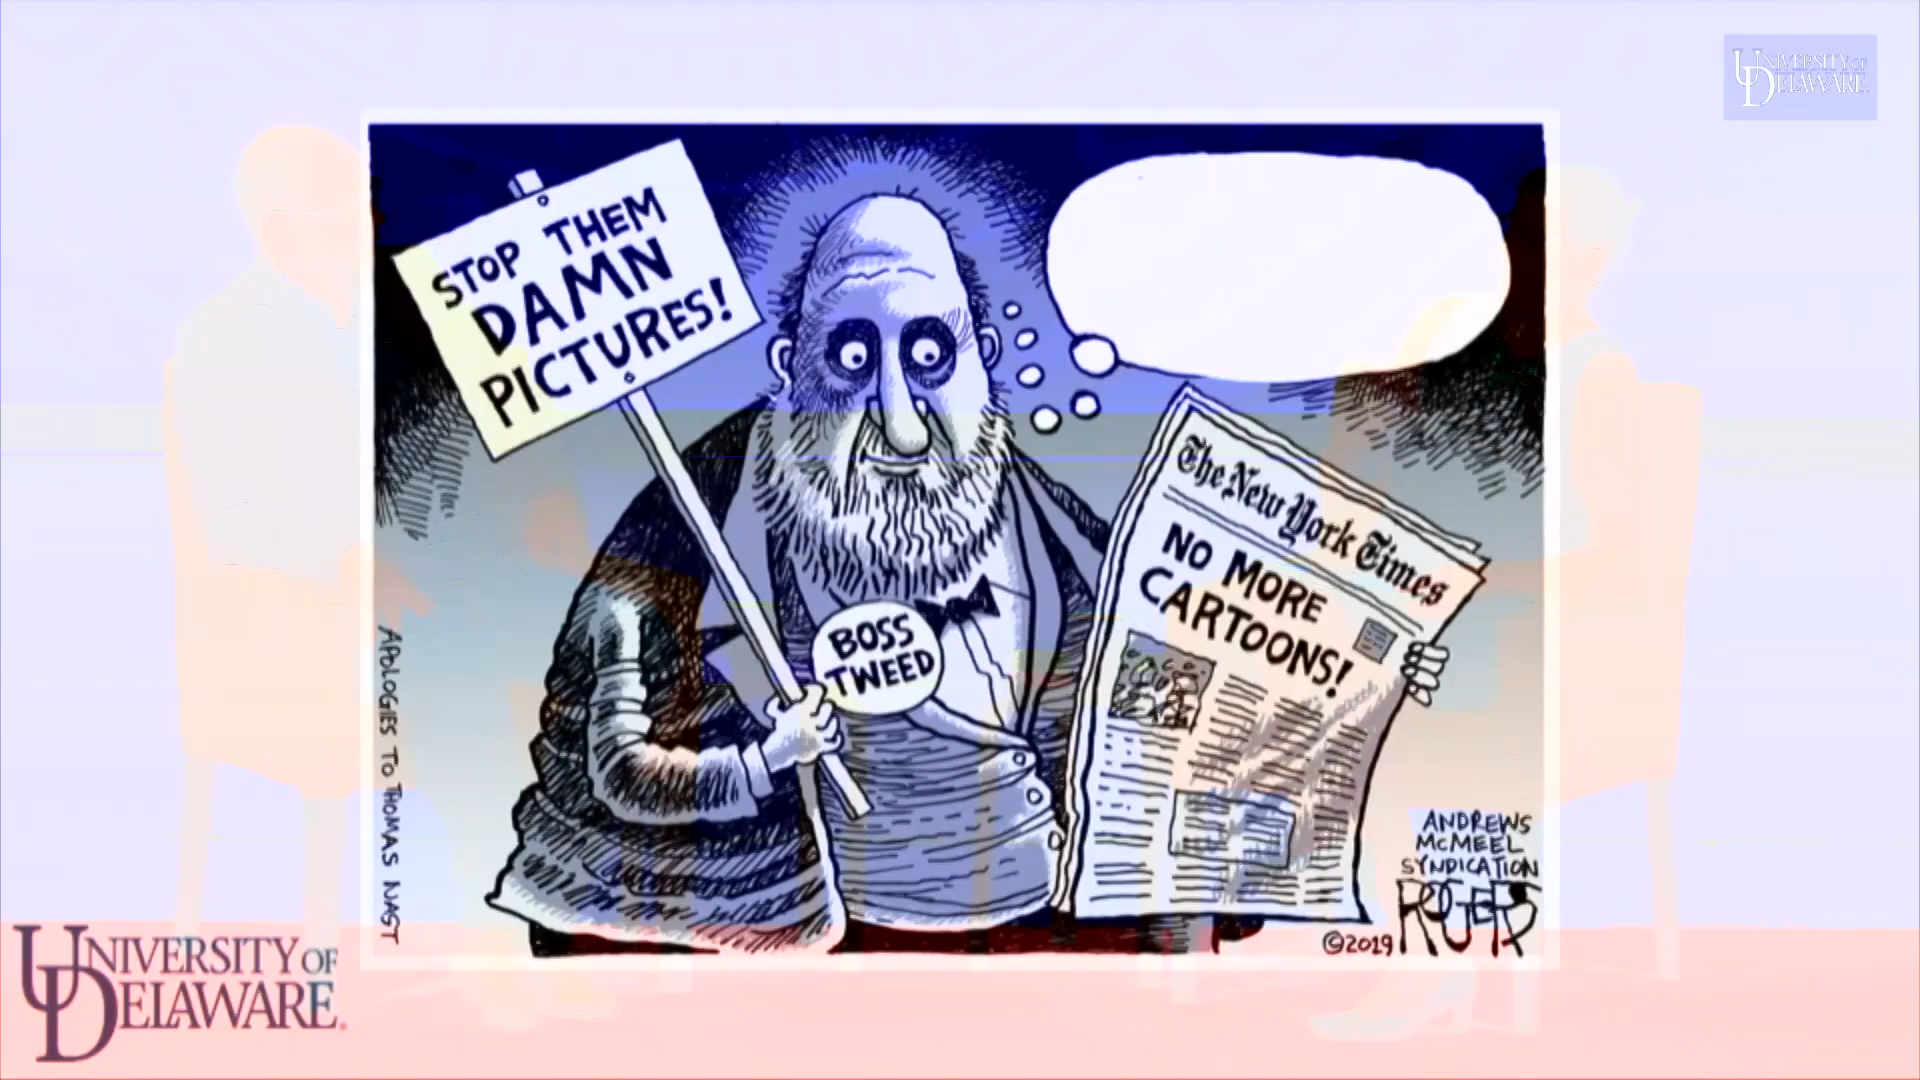 UNIVERSITY OF
DELAWARE
STOP THEM
DAMN
PICTURES!
The New York Times
NO MORE
CARTOONS!
BOSS
TWEED
APOLOGIES TO THOMAS NAST
ANDREWS
MCMEEL
SYNDICATION
©2019 ROGERS
UNIVERSITY OF
DELAWARE.